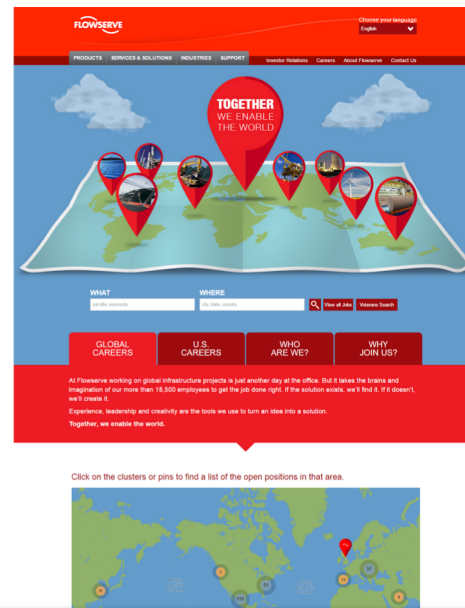 FLOWSERVE
Choose your language
English
PRODUCTS SERVICES & SOLUTIONS INDUSTRIES SUPPORT Investor Relations Careers About Flowserve Contact Us
TOGETHER
WE ENABLE
THE WORLD
WHAT WHERE
job title, keywords city, state, country View all Jobs Veterans Search
GLOBAL CAREERS
U.S. CAREERS
WHO ARE WE?
WHY JOIN US?
At Flowserve working on global infrastructure projects is just another day at the office. But it takes the brains and
imagination of our more than 18,500 employees to get the job done right. If the solution exists, we'll find it. If it doesn't,
we'll create it.
Experience, leadership and creativity are the tools we use to turn an idea into a solution.
Together, we enable the world.
Click on the clusters or pins to find a list of the open positions in that area.